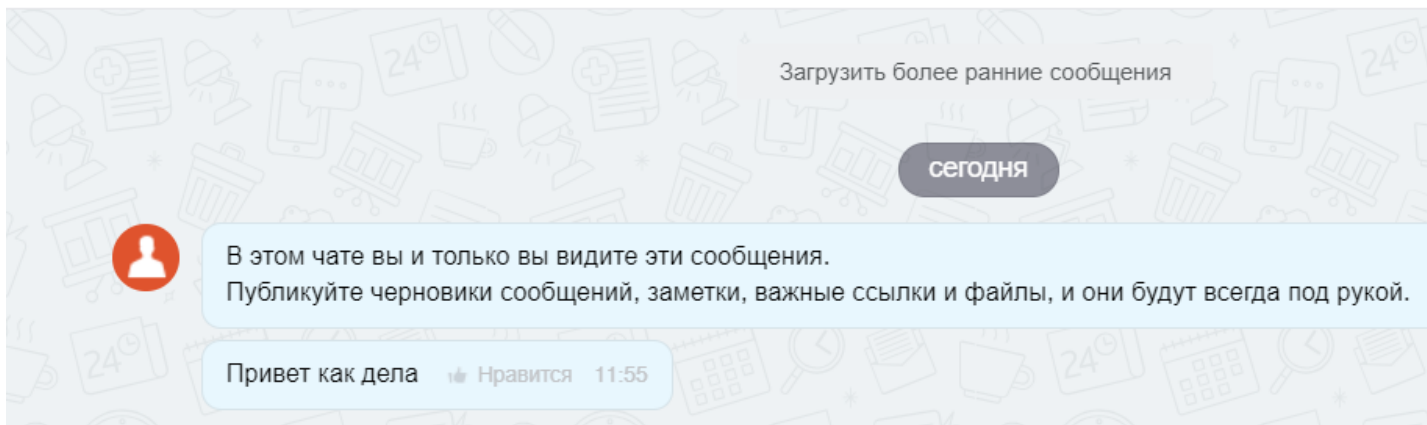 Загрузить более ранние сообщения
сегодня
В этом чате вы и только вы видите эти сообщения.
Публикуйте черновики сообщений, заметки, важные ссылки и файлы, и они будут всегда под рукой.
Привет как дела Нравится 11:55